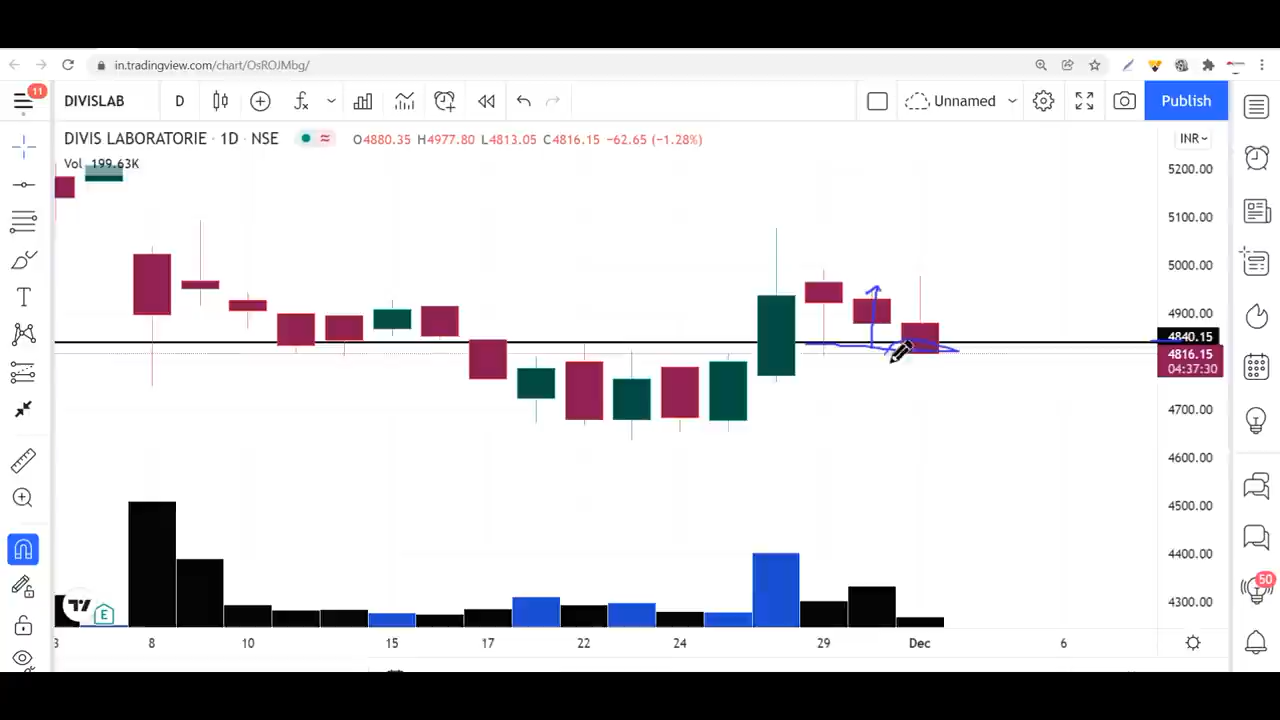 in.tradingview.com/chart/OsROJMbg/
11
DIVISLAB
D
Unnamed
Publish
DIVIS LABORATORIE · 1D · NSE
O4880.35 H4977.80 L4813.05 C4816.15 −62.65 (−1.28%)
INR
Vol 199.63K
5200.00
5100.00
5000.00
4900.00
4840.15
4816.15
04:37:30
4700.00
4600.00
4500.00
4400.00
4300.00
50
E
3 8 10 15 17 22 24 29 Dec 6